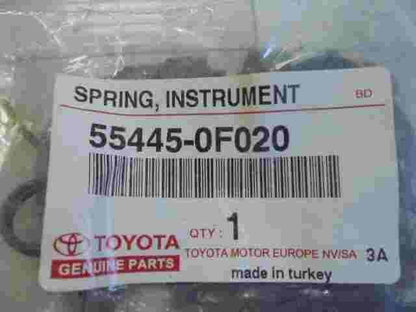 SPRING, INSTRUMENT BD
55445-0F020
QTY: 1
TOYOTA
GENUINE PARTS
TOYOTA MOTOR EUROPE NV/SA 3A
made in turkey